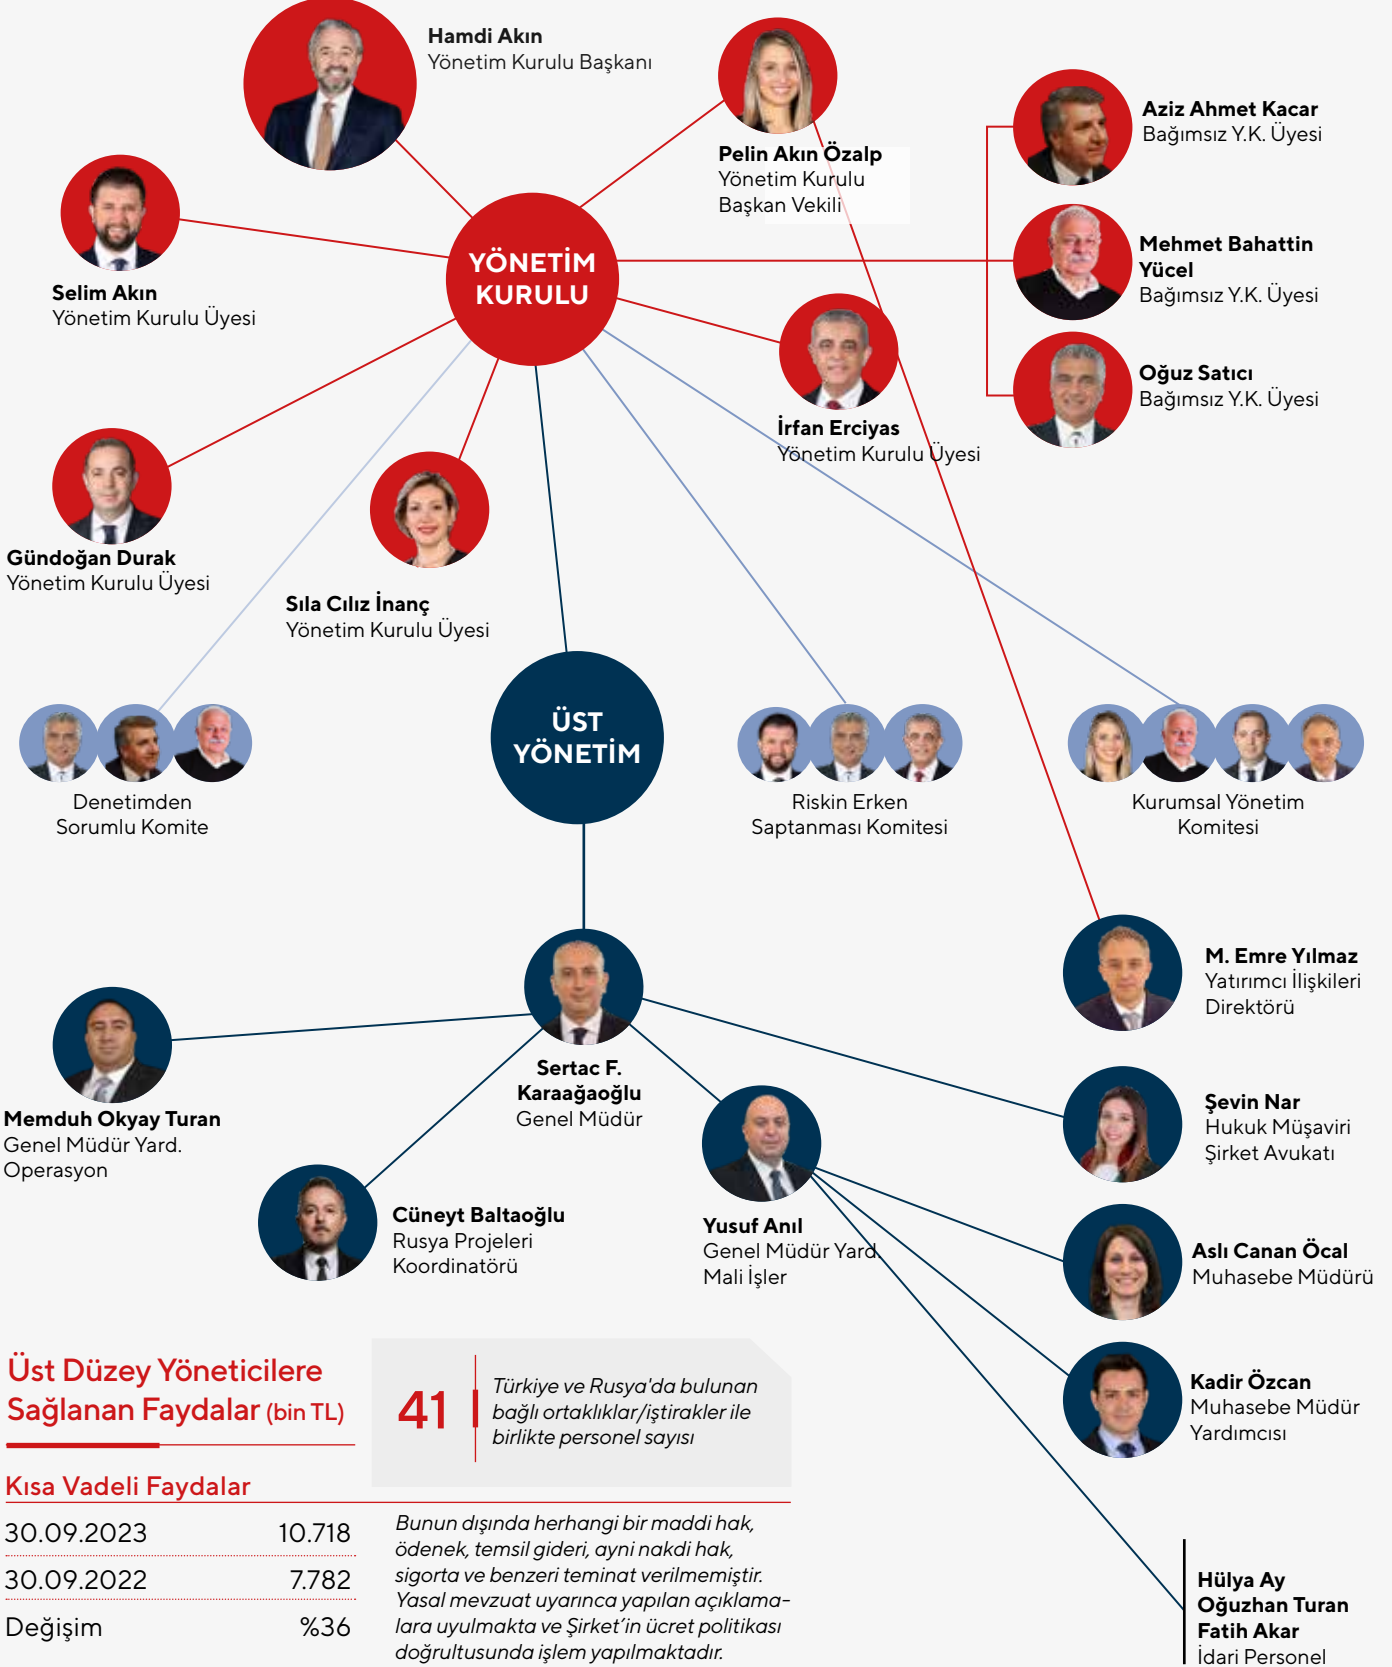 Hamdi Akın
Yönetim Kurulu Başkanı
Pelin Akın Özalp
Yönetim Kurulu
Başkan Vekili
Aziz Ahmet Kacar
Bağımsız Y.K. Üyesi
Mehmet Bahattin
Yücel
Bağımsız Y.K. Üyesi
Oğuz Satıcı
Bağımsız Y.K. Üyesi
YÖNETİM
KURULU
Selim Akın
Yönetim Kurulu Üyesi
İrfan Erciyas
Yönetim Kurulu Üyesi
Gündoğan Durak
Yönetim Kurulu Üyesi
Sıla Cılız İnanç
Yönetim Kurulu Üyesi
ÜST
YÖNETİM
Denetimden
Sorumlu Komite
Riskin Erken
Saptanması Komitesi
Kurumsal Yönetim
Komitesi
M. Emre Yılmaz
Yatırımcı İlişkileri
Direktörü
Sertac F.
Karaağaoğlu
Genel Müdür
Memduh Okyay Turan
Genel Müdür Yard.
Operasyon
Şevin Nar
Hukuk Müşaviri
Şirket Avukatı
Cüneyt Baltaoğlu
Rusya Projeleri
Koordinatörü
Yusuf Anıl
Genel Müdür Yard.
Mali İşler
Aslı Canan Öcal
Muhasebe Müdürü
Kadir Özcan
Muhasebe Müdür
Yardımcısı
Hülya Ay
Oğuzhan Turan
Fatih Akar
İdari Personel
Üst Düzey Yöneticilere
Sağlanan Faydalar (bin TL)
41
Türkiye ve Rusya'da bulunan
bağlı ortaklıklar/iştirakler ile
birlikte personel sayısı
Kısa Vadeli Faydalar
30.09.2023 10.718
30.09.2022 7.782
Değişim %36
Bunun dışında herhangi bir maddi hak,
ödenek, temsil gideri, ayni nakdi hak,
sigorta ve benzeri teminat verilmemiştir.
Yasal mevzuat uyarınca yapılan açıklama-
lara uyulmakta ve Şirket’in ücret politikası
doğrultusunda işlem yapılmaktadır.